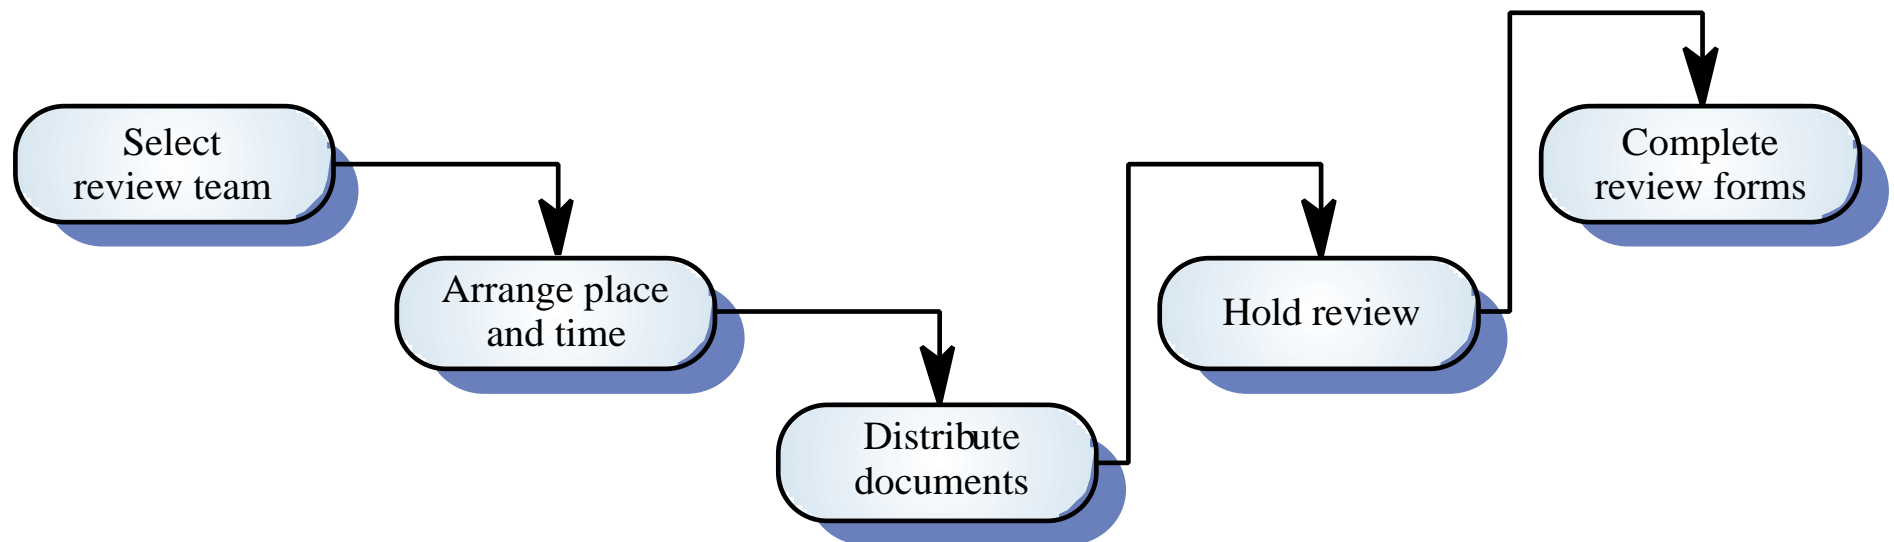 Select
review team
Arrange place
and time
Distribute
documents
Hold review
Complete
review forms